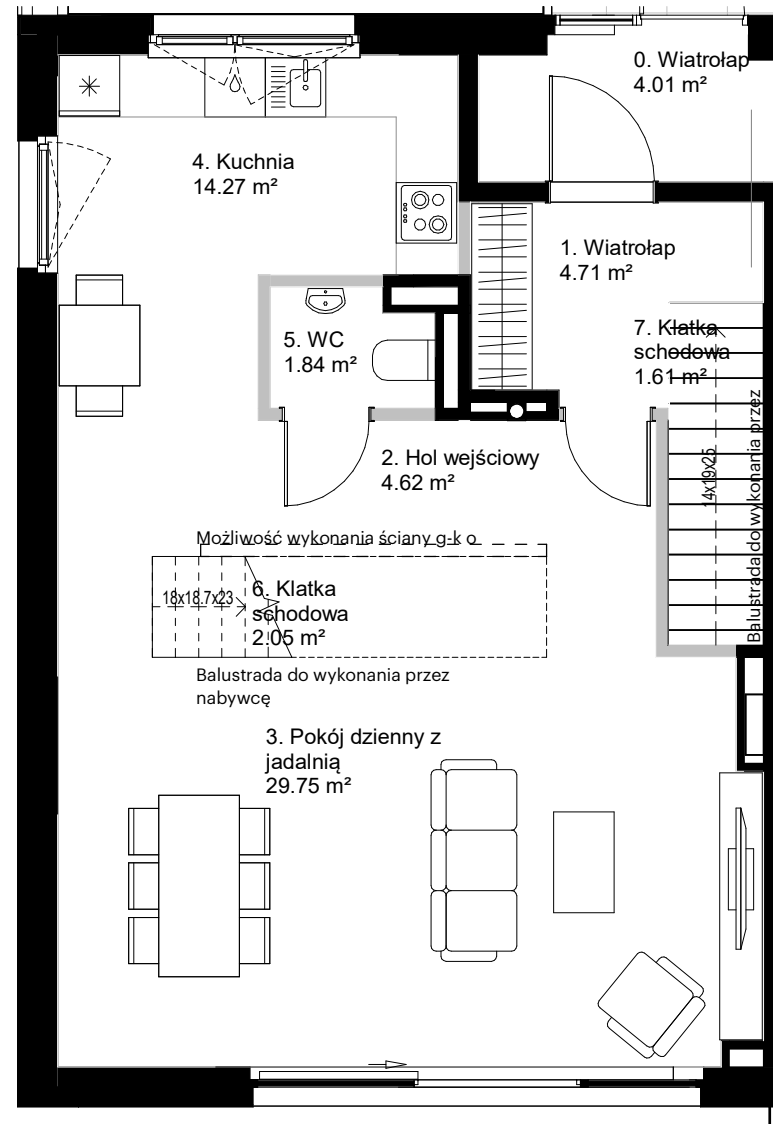 0. Wiatrołap
4.01 m²
4. Kuchnia
14.27 m²
1. Wiatrołap
4.71 m²
5. WC
1.84 m²
7. Klatka
schodowa
1.61 m²
2. Hol wejściowy
4.62 m²
14x19x25
Balustrada do wykonania przez
Możliwość wykonania ściany g-k o
18x18.7x23
6. Klatka
schodowa
2.05 m²
Balustrada do wykonania przez
nabywcę
3. Pokój dzienny z
jadalnią
29.75 m²